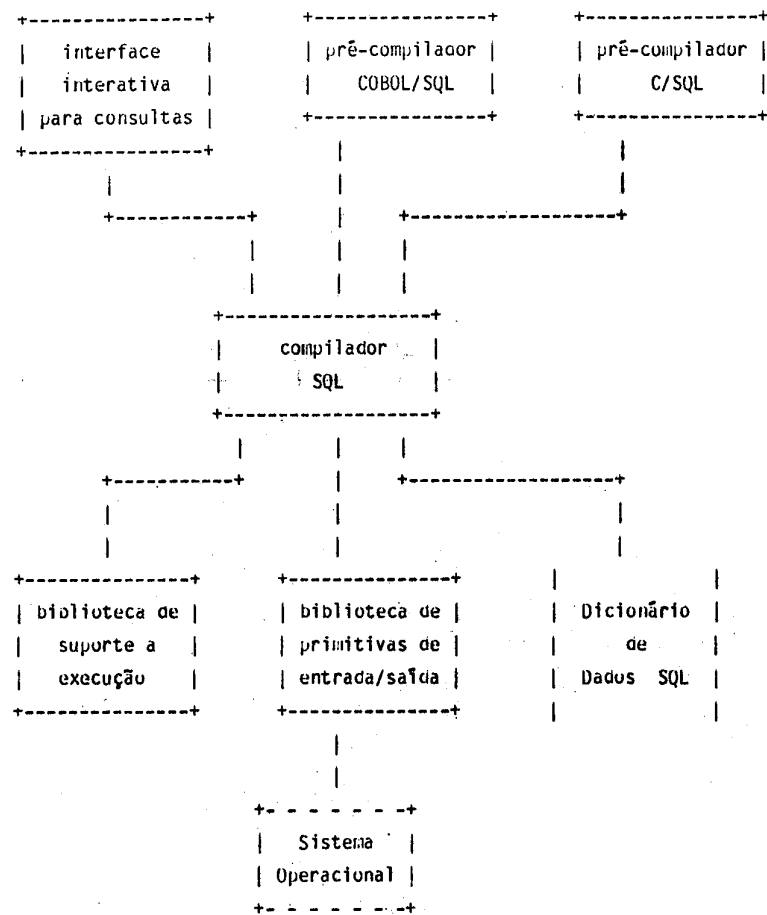 interface
interativa
para consultas
pré-compilador
COBOL/SQL
pré-compilador
C/SQL
compilador
SQL
biblioteca de
suporte a
execução
biblioteca de
primitivas de
entrada/saída
Dicionário
de
Dados SQL
Sistema
Operacional